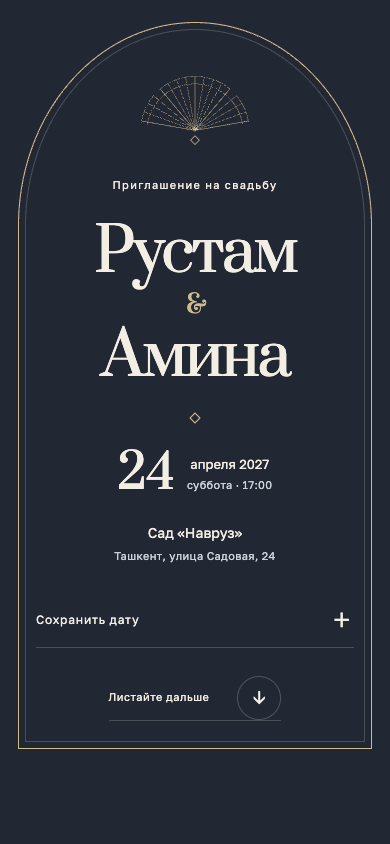 Приглашение на свадьбу
Рустам
&
Амина
24
апреля 2027
суббота · 17:00
Сад «Навруз»
Ташкент, улица Садовая, 24
Сохранить дату
Листайте дальше